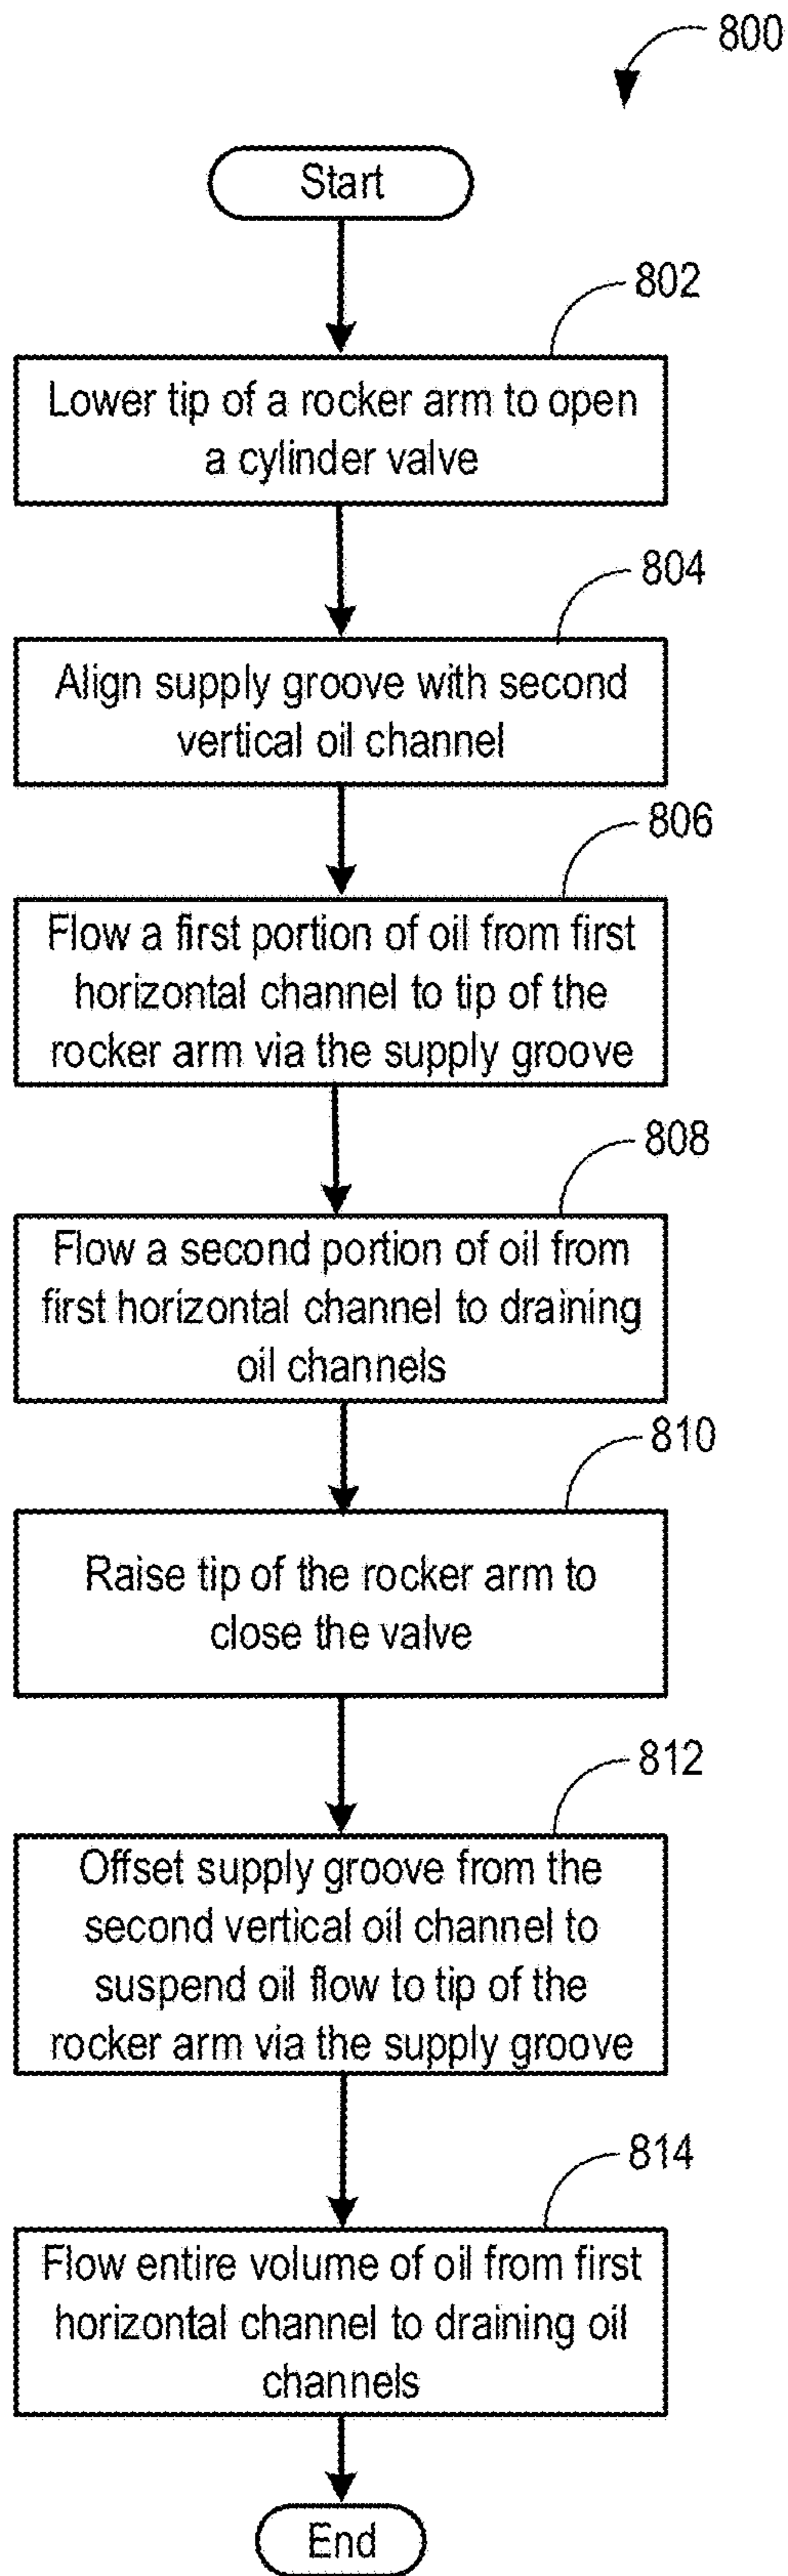 800
Start
802
Lower tip of a rocker arm to open
a cylinder valve
804
Align supply groove with second
vertical oil channel
806
Flow a first portion of oil from first
horizontal channel to tip of the
rocker arm via the supply groove
808
Flow a second portion of oil from
first horizontal channel to draining
oil channels
810
Raise tip of the rocker arm to
close the valve
812
Offset supply groove from the
second vertical oil channel to
suspend oil flow to tip of the
rocker arm via the supply groove
814
Flow entire volume of oil from first
horizontal channel to draining oil
channels
End